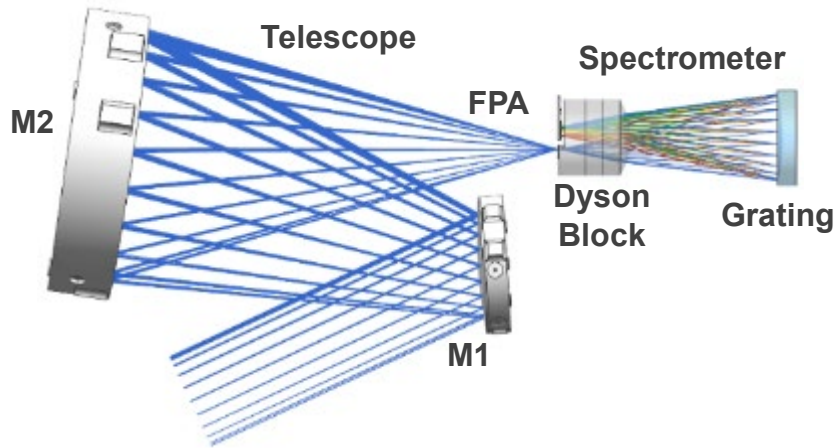 Telescope
Spectrometer
FPA
M2
Dyson
Block
Grating
M1